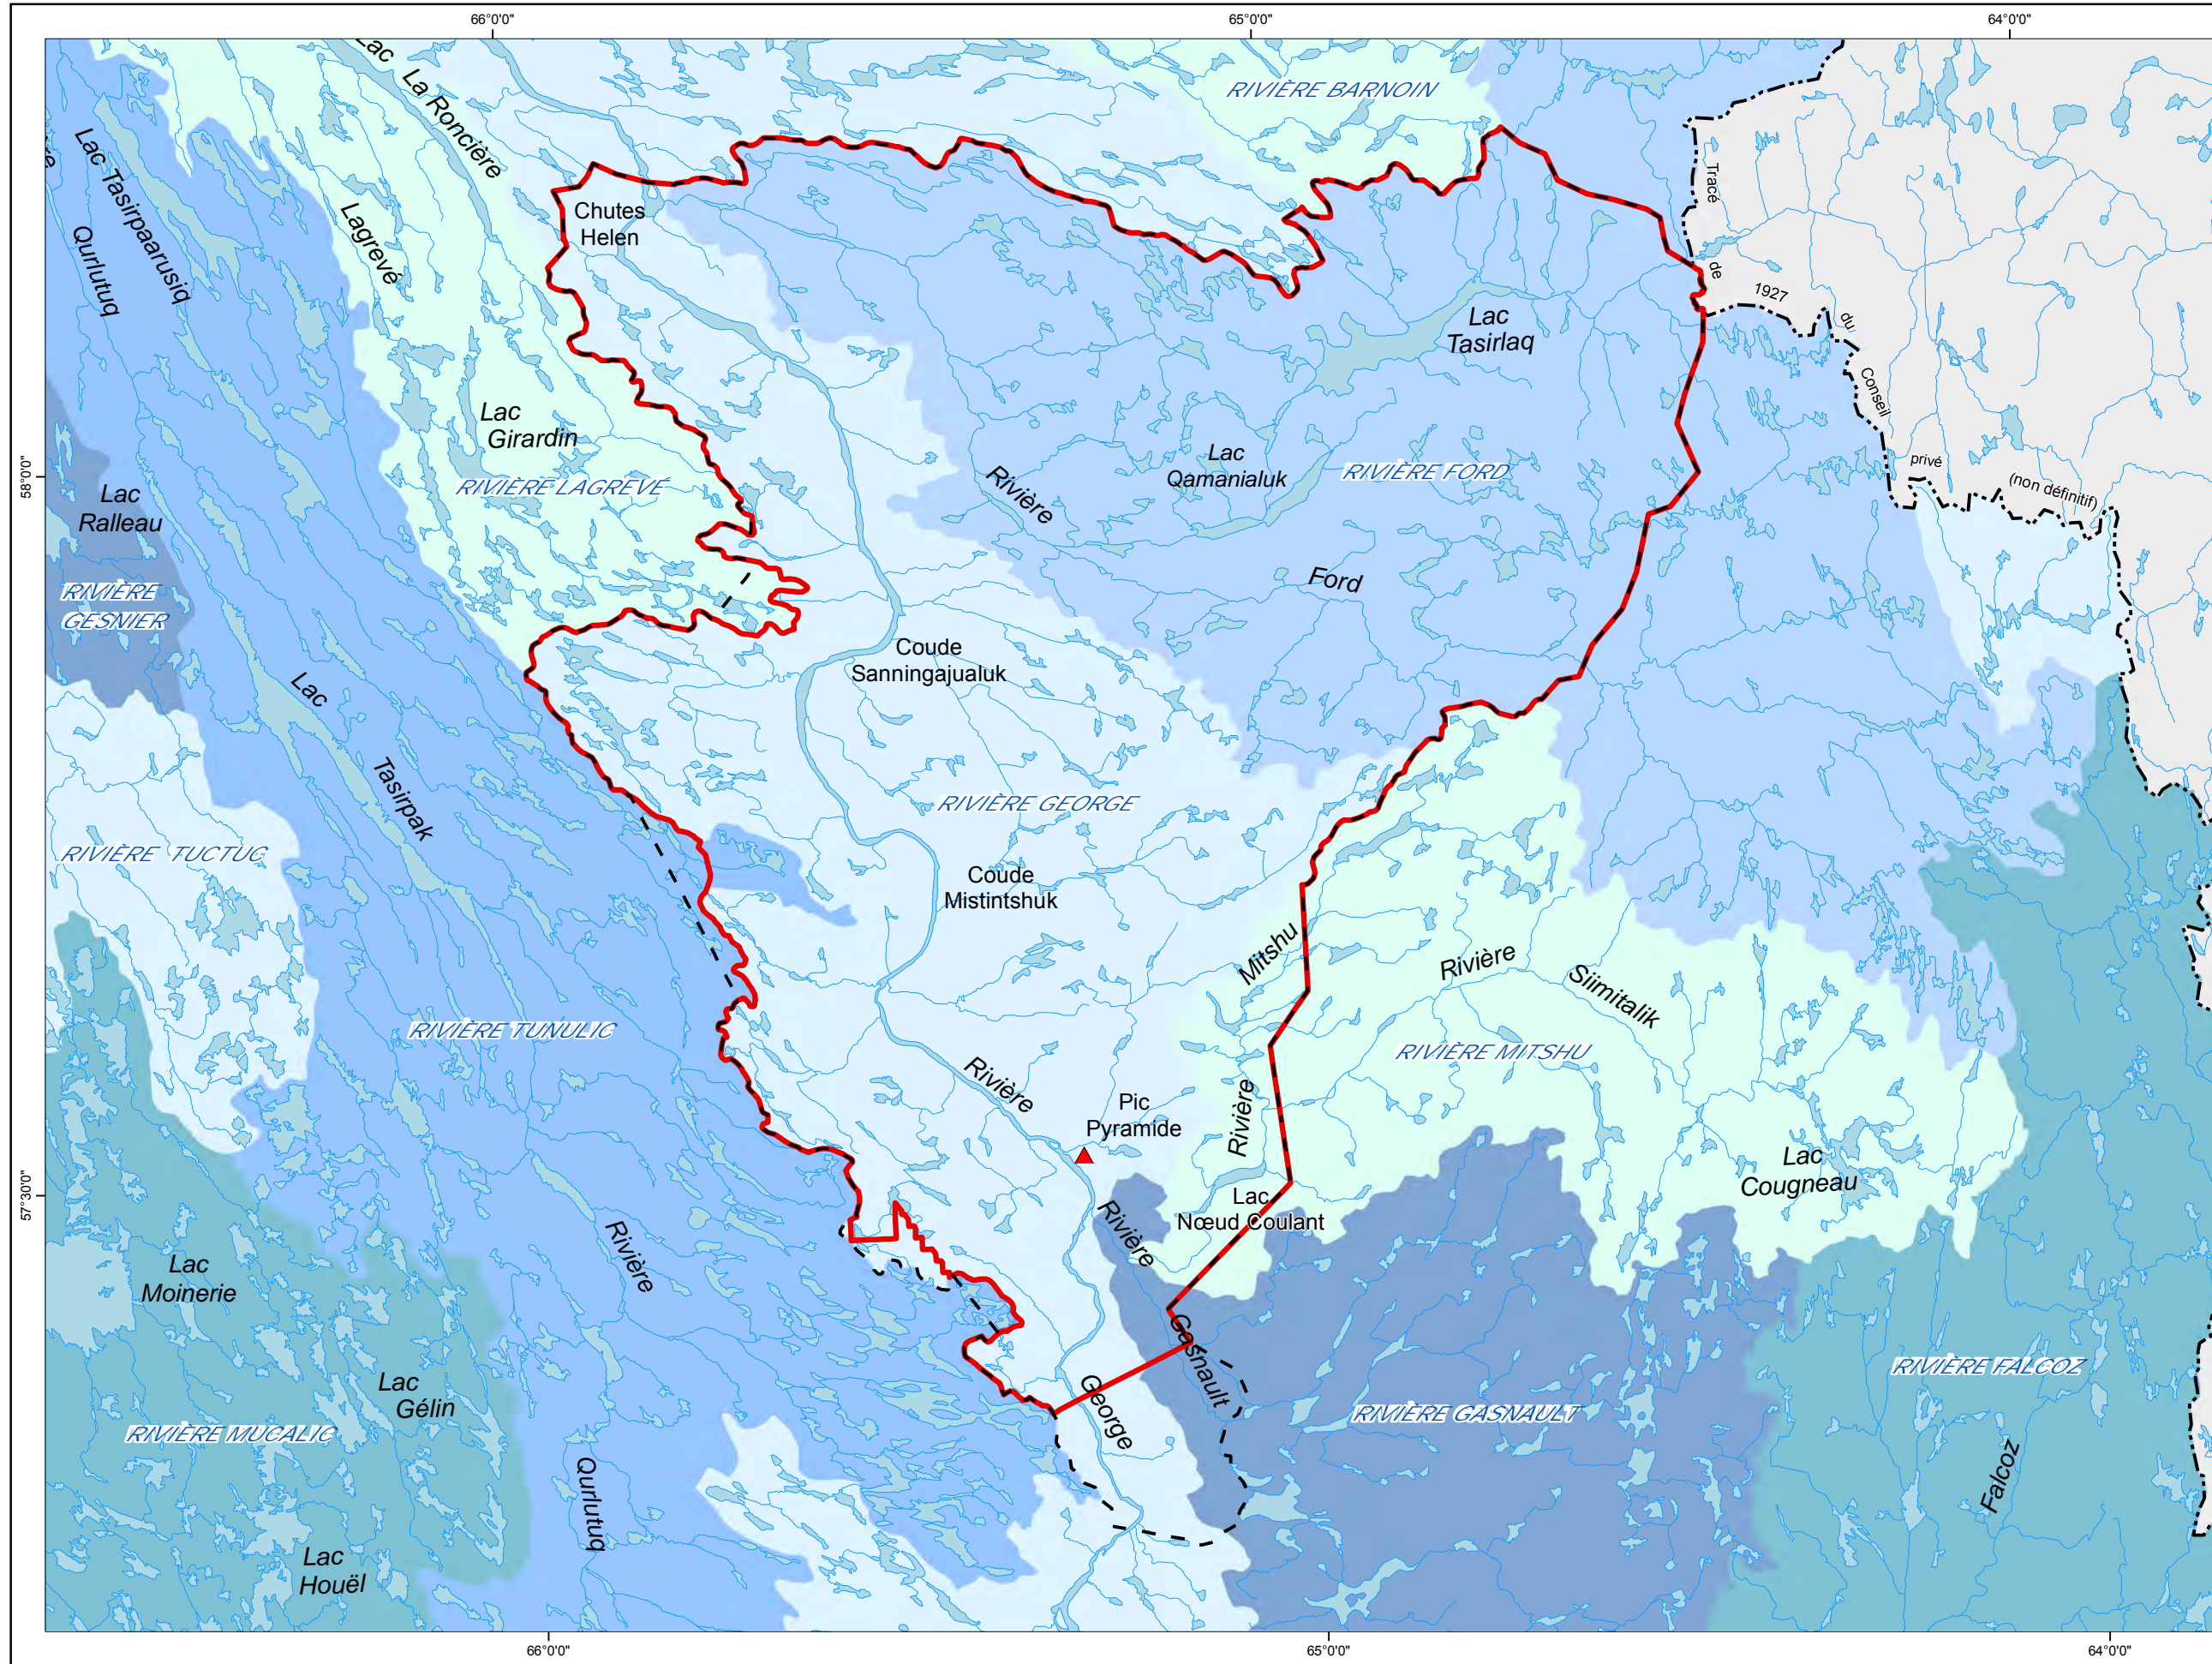 66°0'0"
65°0'0"
64°0'0"
Lac La Roncière
RIVIÈRE BARNOIN
Lac Tasirpaarusiq
Qurlutuq
Lagrevé
Chutes
Helen
Tracé de 1927 du Conseil privé (non définitif)
Lac
Tasirlaq
Lac
Girardin
RIVIÈRE LAGREVÉ
Lac
Qamanialuk
RIVIÈRE FORD
58°0'0"
Lac
Ralleau
Rivière
Ford
RIVIÈRE
GESNIER
Coude
Sanningajualuk
Lac
Tasirpak
RIVIÈRE GEORGE
RIVIÈRE TUCTUC
Coude
Mistintshuk
Mitshu
Rivière
Siimitalik
RIVIÈRE TUNULIC
RIVIÈRE MITSHU
Rivière
Pic
Pyramide
Rivière
Lac
Cougneau
57°30'0"
Lac
Nœud Coulant
Rivière
Rivière
Lac
Moinerie
Gasnault
RIVIÈRE FALCOZ
Lac
Gélin
George
RIVIÈRE GASNAULT
RIVIÈRE MUCALIC
Qurlutuq
Falcoz
Lac
Houël
66°0'0"
65°0'0"
64°0'0"